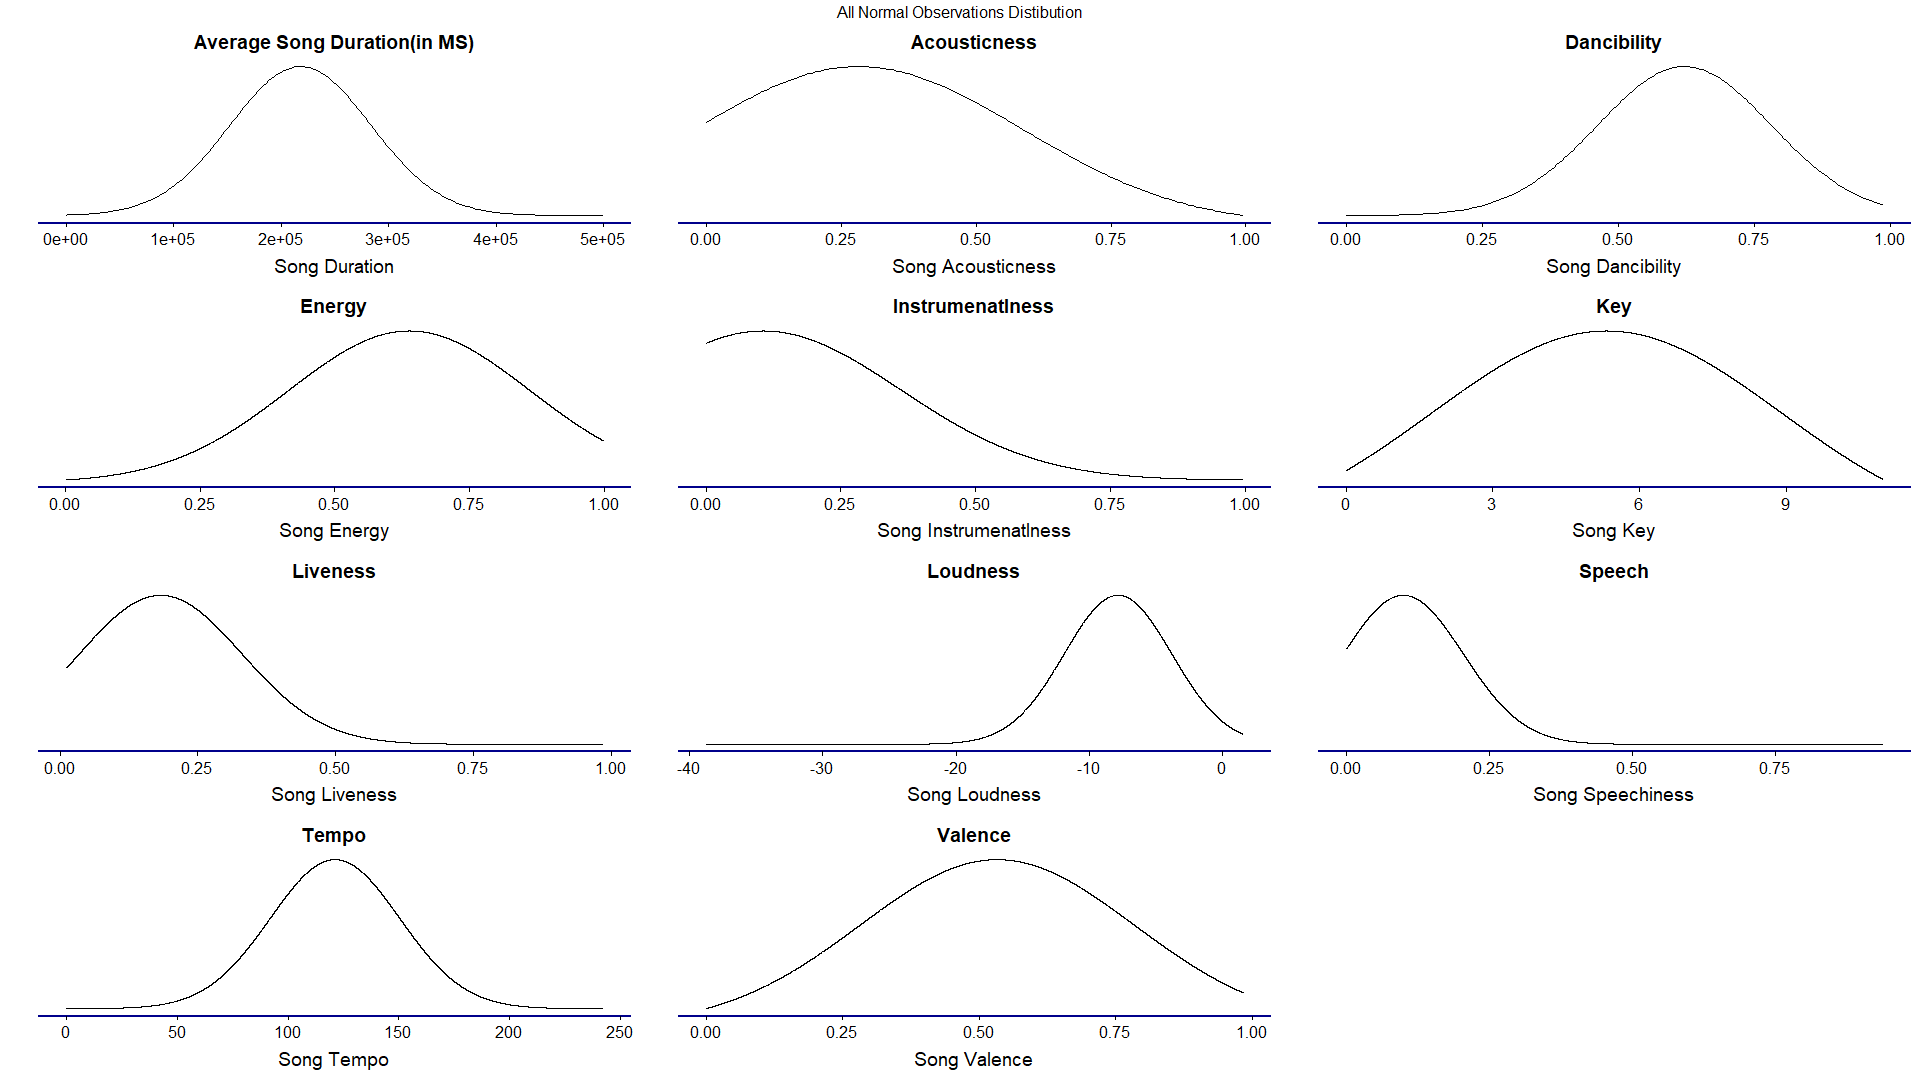 All Normal Observations Distibution
Average Song Duration(in MS)
0e+00 1e+05 2e+05 3e+05 4e+05 5e+05
Song Duration
Acousticness
0.00 0.25 0.50 0.75 1.00
Song Acousticness
Dancibility
0.00 0.25 0.50 0.75 1.00
Song Dancibility
Energy
0.00 0.25 0.50 0.75 1.00
Song Energy
Instrumenatlness
0.00 0.25 0.50 0.75 1.00
Song Instrumenatlness
Key
0 3 6 9
Song Key
Liveness
0.00 0.25 0.50 0.75 1.00
Song Liveness
Loudness
-40 -30 -20 -10 0
Song Loudness
Speech
0.00 0.25 0.50 0.75
Song Speechiness
Tempo
0 50 100 150 200 250
Song Tempo
Valence
0.00 0.25 0.50 0.75 1.00
Song Valence